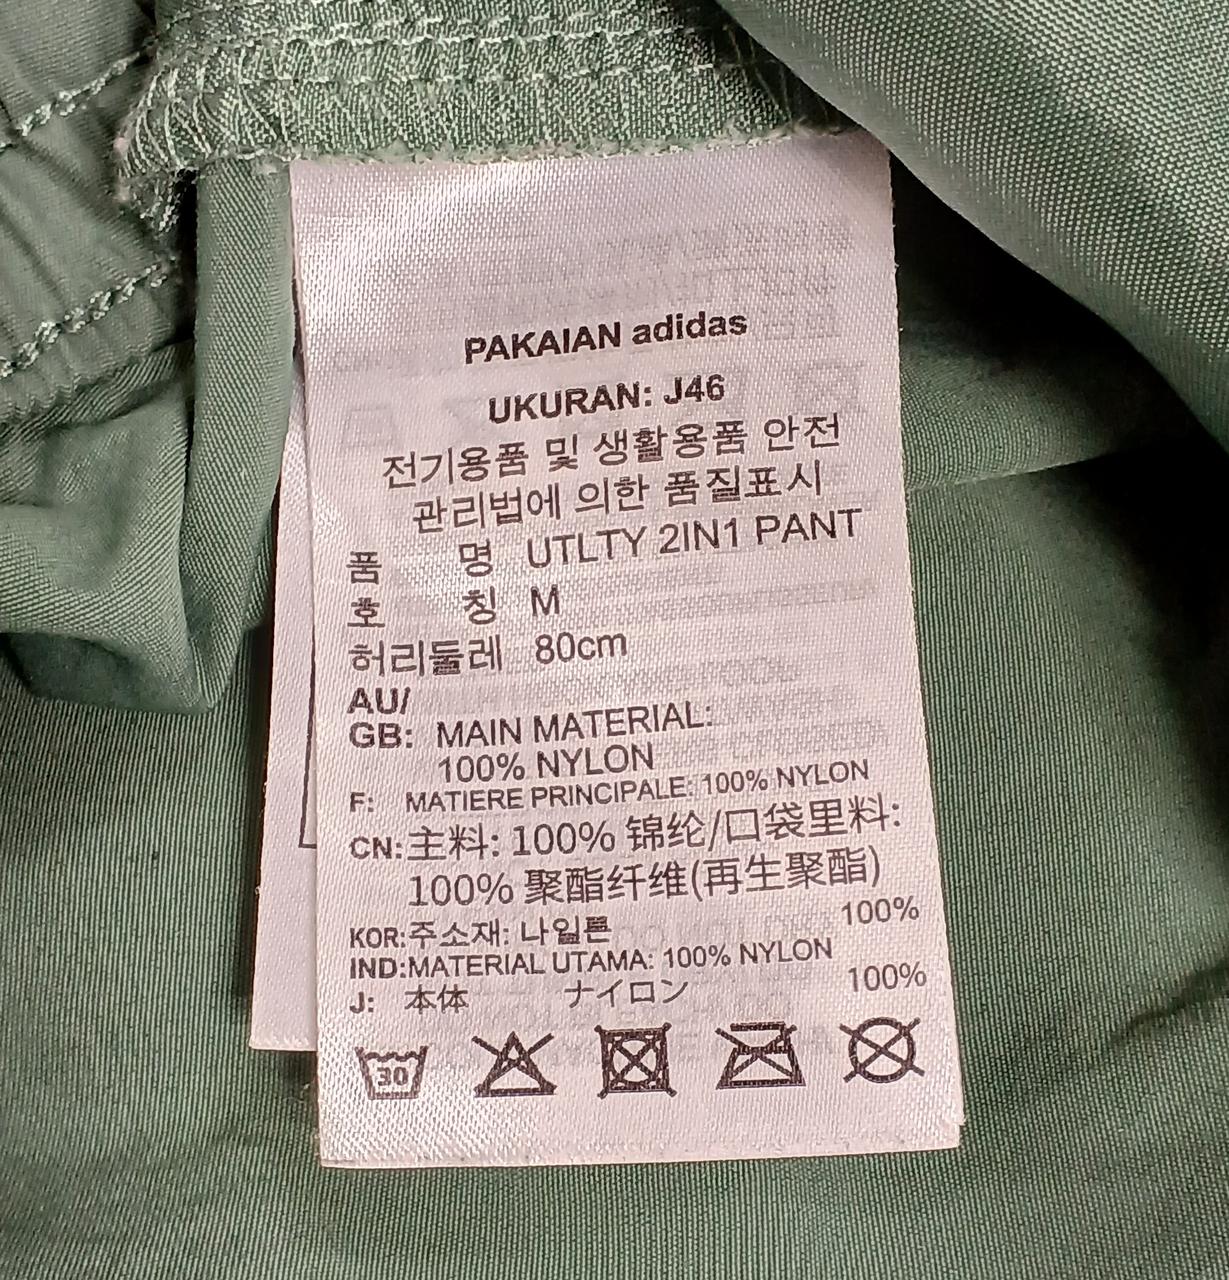 PAKAIAN adidas
UKURAN: J46
전기용품 및 생활용품 안전
관리법에 의한 품질표시
품 명 UTLTY 2IN1 PANT
호 칭 M
허리둘레 80cm
AU/
GB: MAIN MATERIAL:
100% NYLON
F: MATIERE PRINCIPALE: 100% NYLON
CN: 主料: 100% 锦纶/口袋里料:
100% 聚酯纤维(再生聚酯)
KOR: 주소재: 나일론 100%
IND: MATERIAL UTAMA: 100% NYLON
J: 本体 ナイロン 100%
30